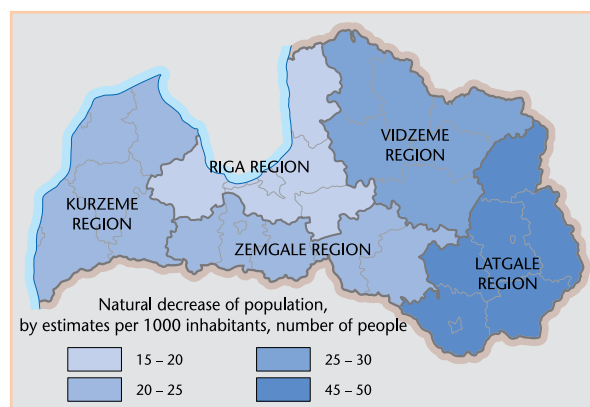 VIDZEME
REGION
RIGA REGION
KURZEME
REGION
ZEMGALE REGION
LATGALE
REGION
Natural decrease of population,
by estimates per 1000 inhabitants, number of people
15 – 20
25 – 30
20 – 25
45 – 50